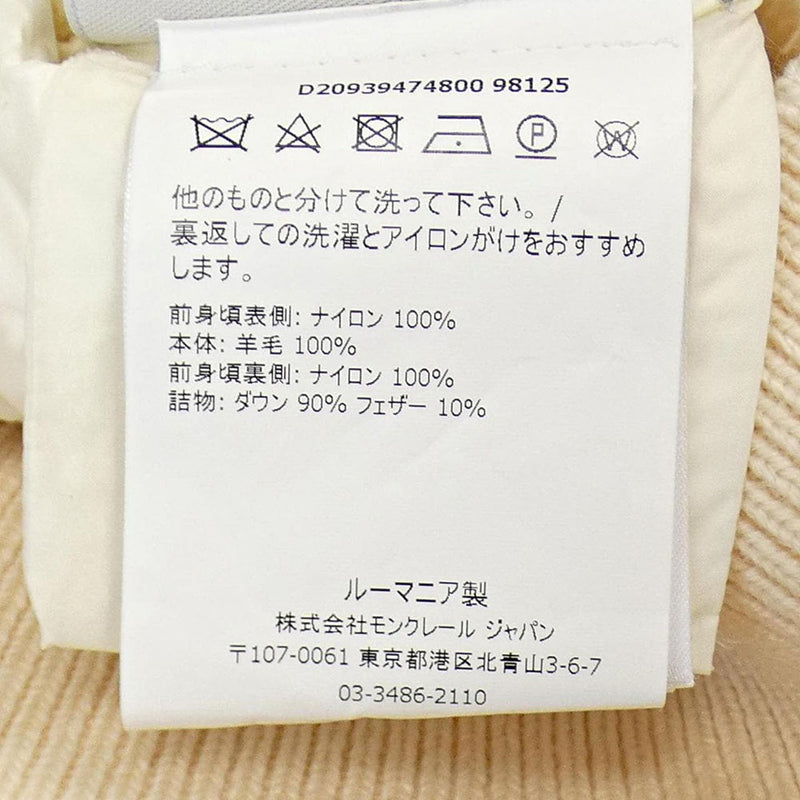 D20939474800 98125
他のものと分けて洗って下さい。/
裏返しての洗濯とアイロンがけをおすすめ
します。
前身頃表側: ナイロン 100%
本体: 羊毛 100%
前身頃裏側: ナイロン 100%
詰物: ダウン 90% フェザー 10%
ルーマニア製
株式会社モンクレール ジャパン
〒107-0061 東京都港区北青山3-6-7
03-3486-2110